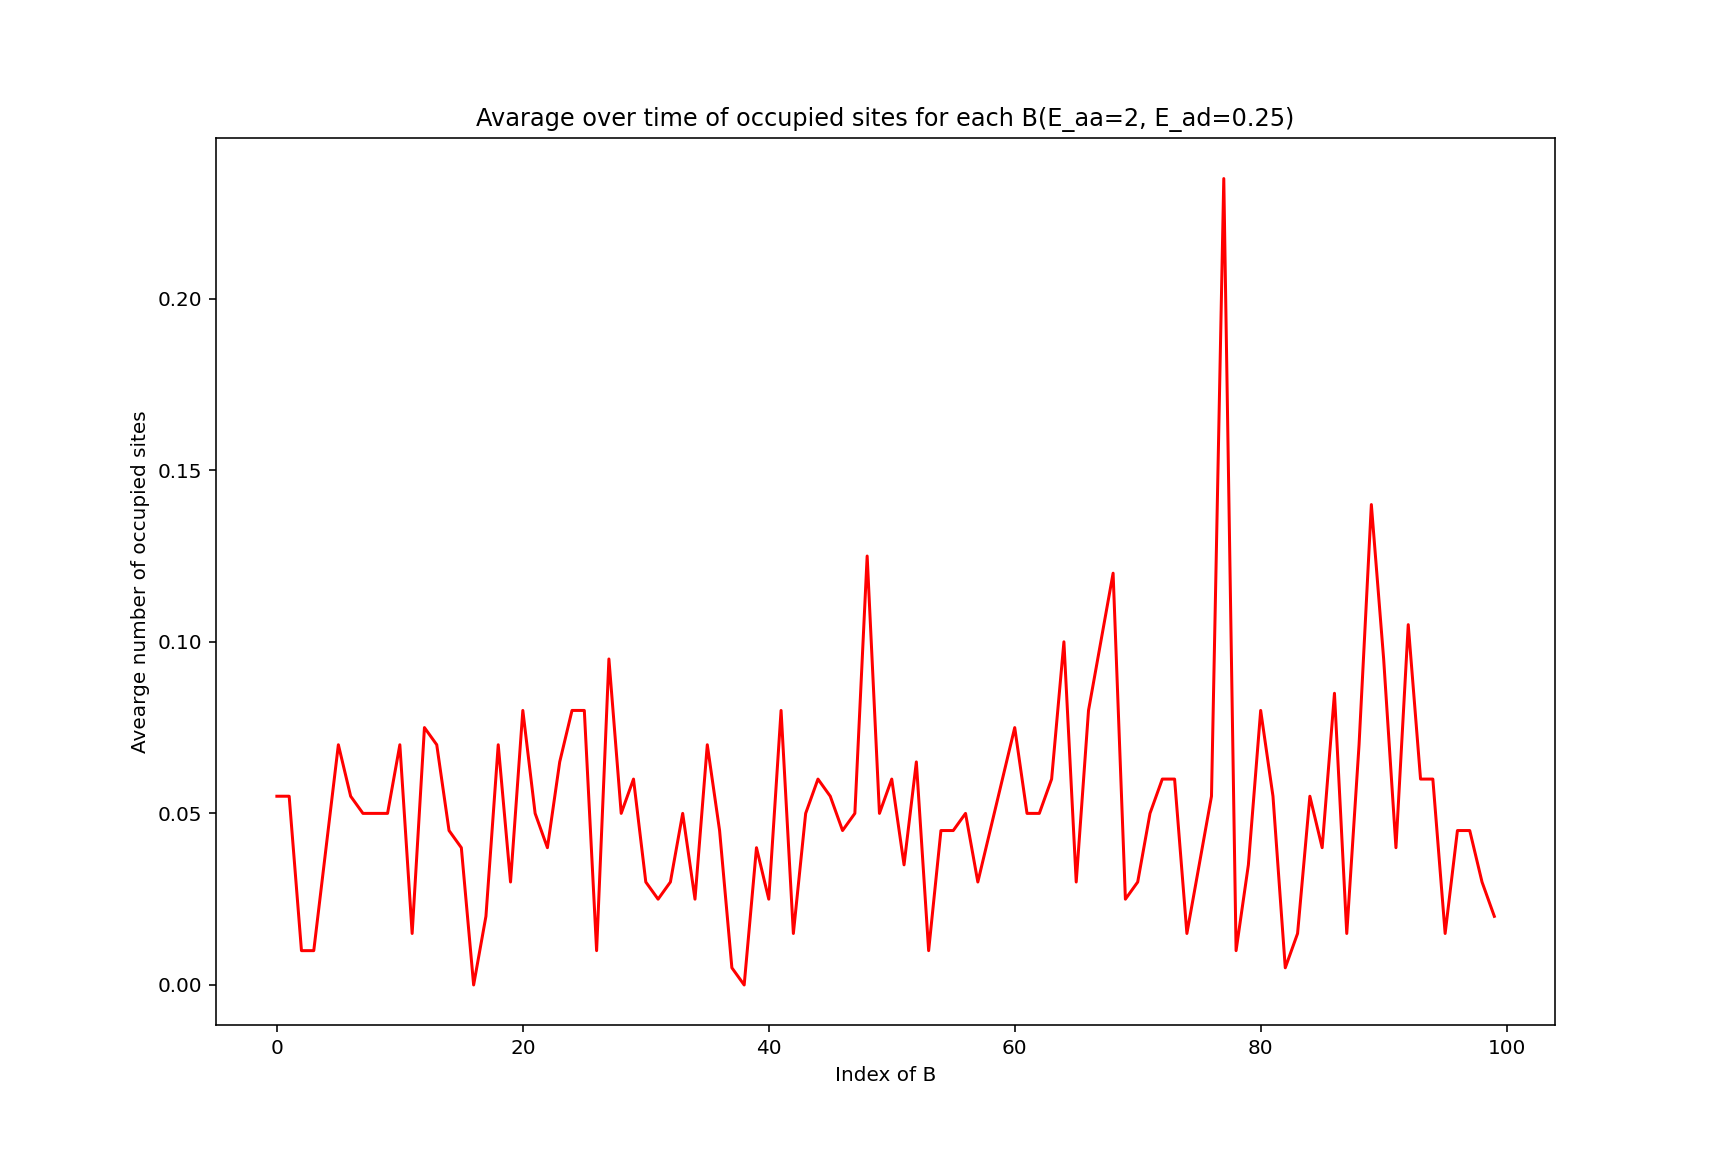 Avarage over time of occupied sites for each B(E_aa=2, E_ad=0.25)
Avearge number of occupied sites
0.20
0.15
0.10
0.05
0.00
0 20 40 60 80 100
Index of B